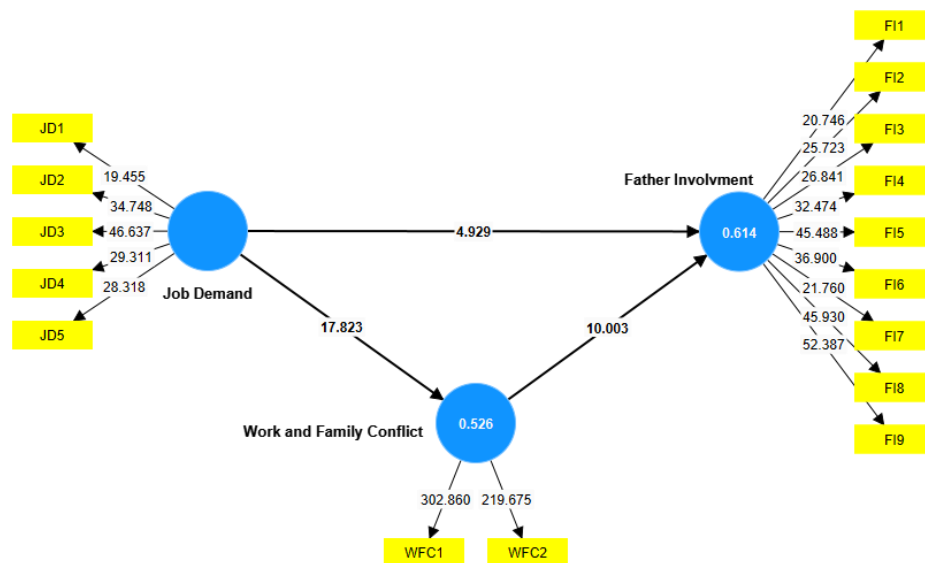 FI1
FI2
FI3
FI4
FI5
FI6
FI7
FI8
FI9
20.746
25.723
26.841
32.474
45.488
36.900
21.760
45.930
52.387
Father Involvment
0.614
JD1
JD2
JD3
JD4
JD5
19.455
34.748
46.637
29.311
28.318
Job Demand
4.929
17.823
10.003
0.526
Work and Family Conflict
302.860
219.675
WFC1
WFC2